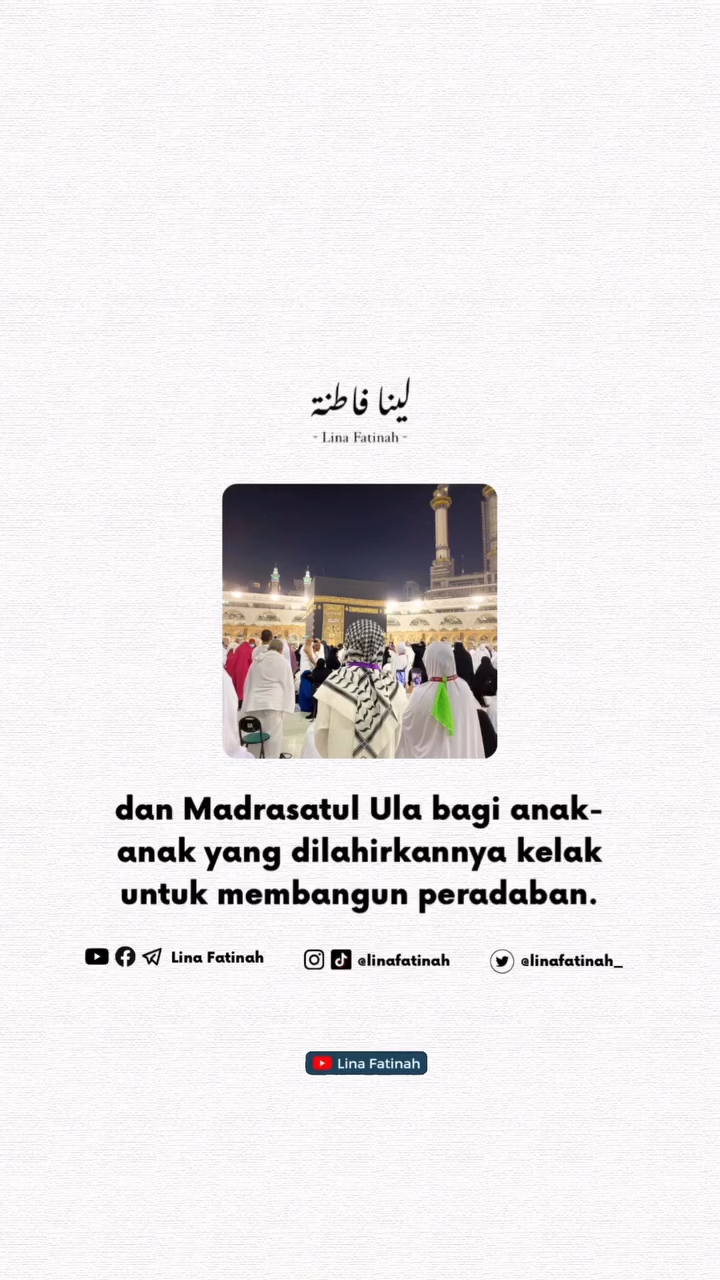 لينا فاطنة
- Lina Fatinah -
dan Madrasatul Ula bagi anak-
anak yang dilahirkannya kelak
untuk membangun peradaban.
Lina Fatinah @linafatinah @linafatinah_
Lina Fatinah